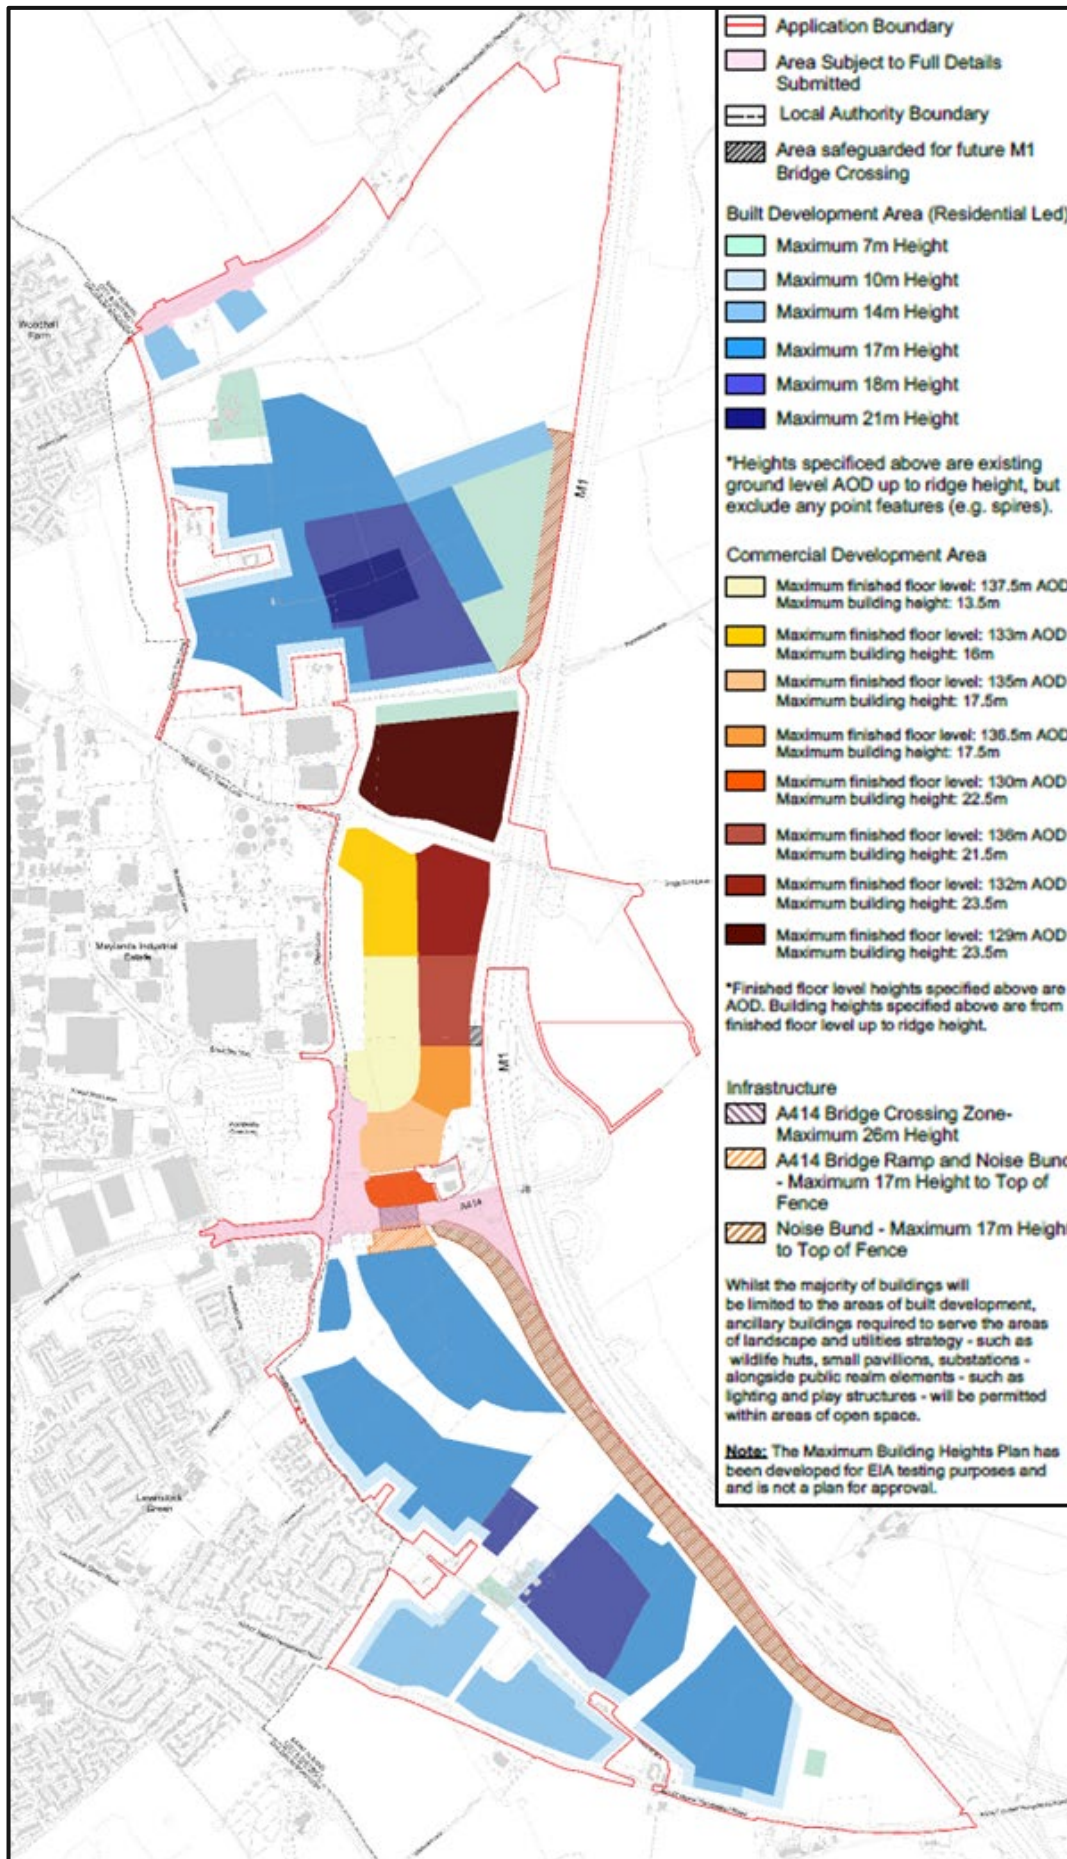 Application Boundary
Area Subject to Full Details
Submitted
Local Authority Boundary
Area safeguarded for future M1
Bridge Crossing
Built Development Area (Residential Led)
Maximum 7m Height
Maximum 10m Height
Maximum 14m Height
Maximum 17m Height
Maximum 18m Height
Maximum 21m Height
*Heights specificed above are existing
ground level AOD up to ridge height, but
exclude any point features (e.g. spires).
Commercial Development Area
Maximum finished floor level: 137.5m AOD
Maximum building height: 13.5m
Maximum finished floor level: 133m AOD
Maximum building height: 16m
Maximum finished floor level: 135m AOD
Maximum building height: 17.5m
Maximum finished floor level: 136.5m AOD
Maximum building height: 17.5m
Maximum finished floor level: 130m AOD
Maximum building height: 22.5m
Maximum finished floor level: 136m AOD
Maximum building height: 21.5m
Maximum finished floor level: 132m AOD
Maximum building height: 23.5m
Maximum finished floor level: 129m AOD
Maximum building height: 23.5m
*Finished floor level heights specified above are
AOD. Building heights specified above are from
finished floor level up to ridge height.
Infrastructure
A414 Bridge Crossing Zone-
Maximum 26m Height
A414 Bridge Ramp and Noise Bund
- Maximum 17m Height to Top of
Fence
Noise Bund - Maximum 17m Height
to Top of Fence
Whilst the majority of buildings will
be limited to the areas of built development,
ancillary buildings required to serve the areas
of landscape and utilities strategy - such as
wildlife huts, small pavillions, substations -
alongside public realm elements - such as
lighting and play structures - will be permitted
within areas of open space.
Note: The Maximum Building Heights Plan has
been developed for EIA testing purposes and
and is not a plan for approval.
Woodhall
Farm
M1
Maylands Industrial
Estate
M1
A414
J8
Leverstock
Green